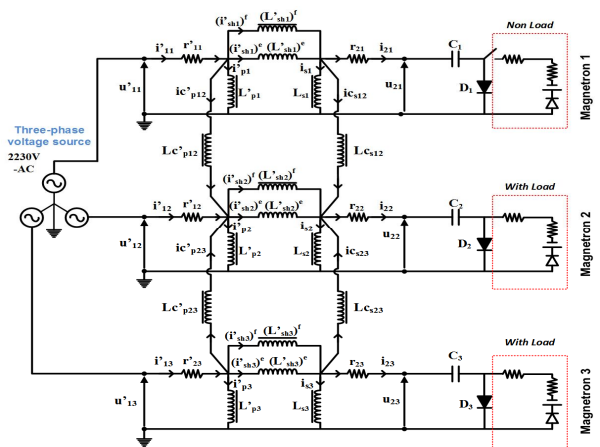 (i'sh1)f (L'sh1)f Non Load
i'11 r'11 (i'sh1)e (L'sh1)e r21 i21 C1
u'11 i'p1 is1 u21 D1 Magnetron 1
ic'p12 L'p1 Ls1 ics12
Three-phase
voltage source
2230V
-AC
Lc'p12 Lcs12
(i'sh2)f (L'sh2)f With Load
i'12 r'12 (i'sh2)e (L'sh2)e r22 i22 C2
u'12 i'p2 is2 u22 D2 Magnetron 2
ic'p23 L'p2 Ls2 ics23
Lc'p23 Lcs23
(i'sh3)f (L'sh3)f With Load
i'13 r'23 (i'sh3)e (L'sh3)e r23 i23 C3
u'13 i'p3 is3 u23 D3 Magnetron 3
L'p3 Ls3